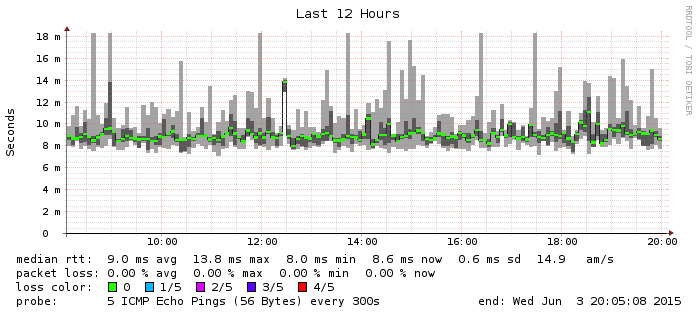 Last 12 Hours
RRDTOOL / TOBI OETIKER
Seconds
18 m
16 m
14 m
12 m
10 m
8 m
6 m
4 m
2 m
0
10:00 12:00 14:00 16:00 18:00 20:00
median rtt: 9.0 ms avg 13.8 ms max 8.0 ms min 8.6 ms now 0.6 ms sd 14.9 am/s
packet loss: 0.00 % avg 0.00 % max 0.00 % min 0.00 % now
loss color: 0 1/5 2/5 3/5 4/5
probe: 5 ICMP Echo Pings (56 Bytes) every 300s end: Wed Jun 3 20:05:08 2015